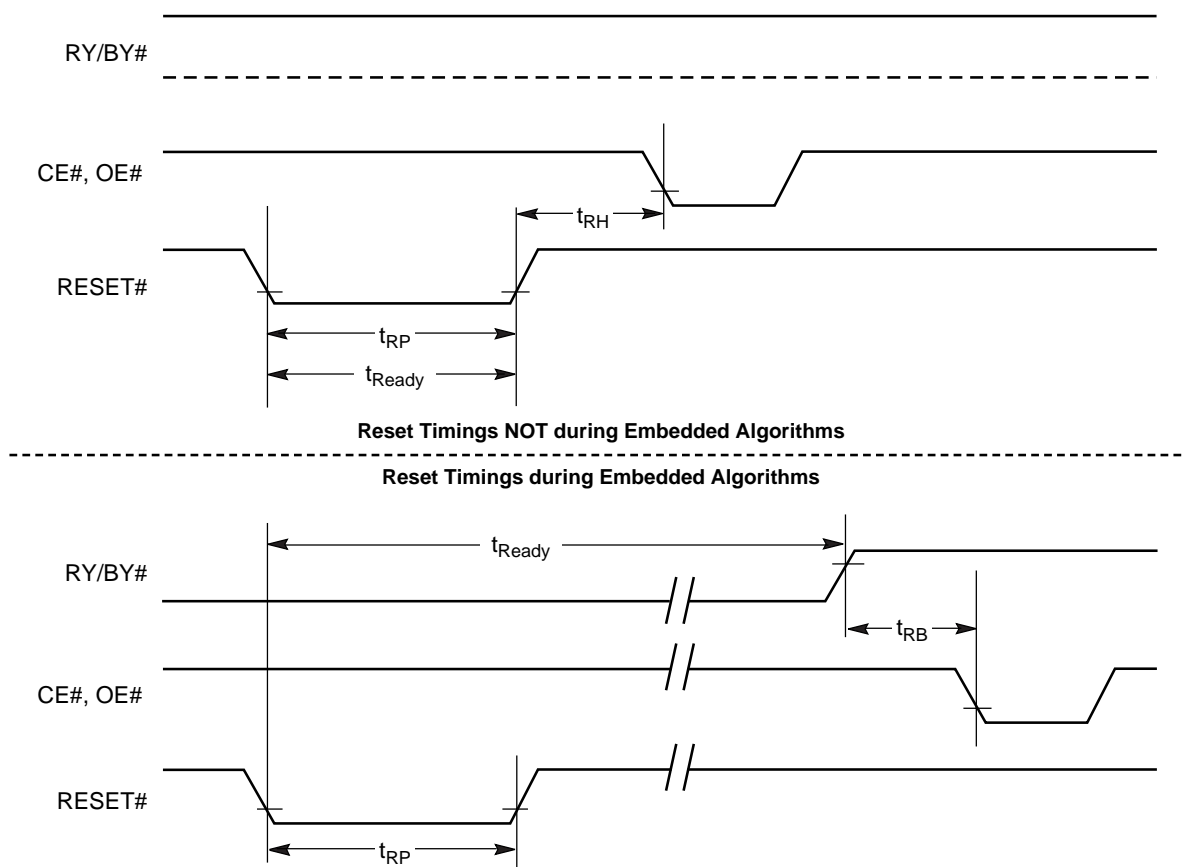 RY/BY#
CE#, OE#
tRH
RESET#
tRP
tReady
Reset Timings NOT during Embedded Algorithms
Reset Timings during Embedded Algorithms
tReady
RY/BY#
tRB
CE#, OE#
RESET#
tRP